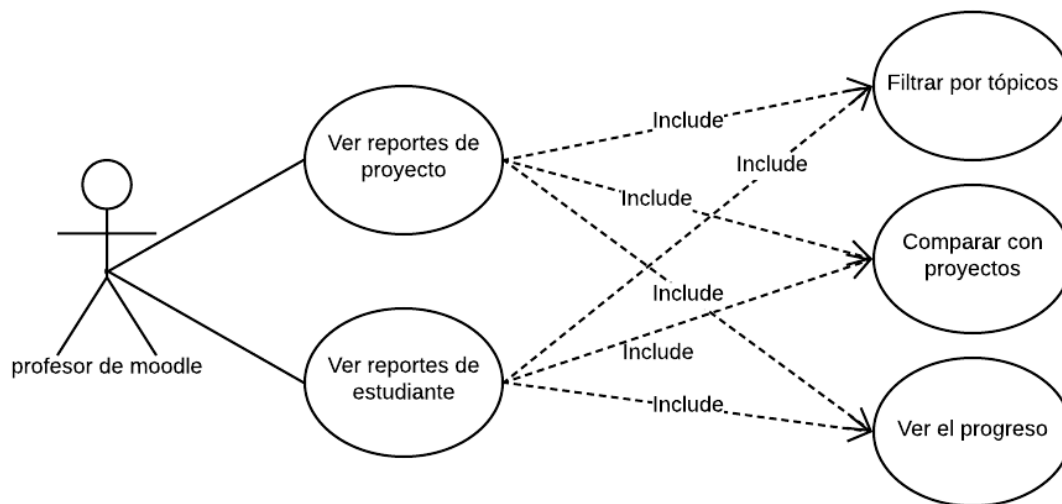 Filtrar por tópicos
Ver reportes de
proyecto
Include
Include
Include
Comparar con
proyectos
Include
profesor de moodle
Ver reportes de
estudiante
Include
Include
Ver el progreso